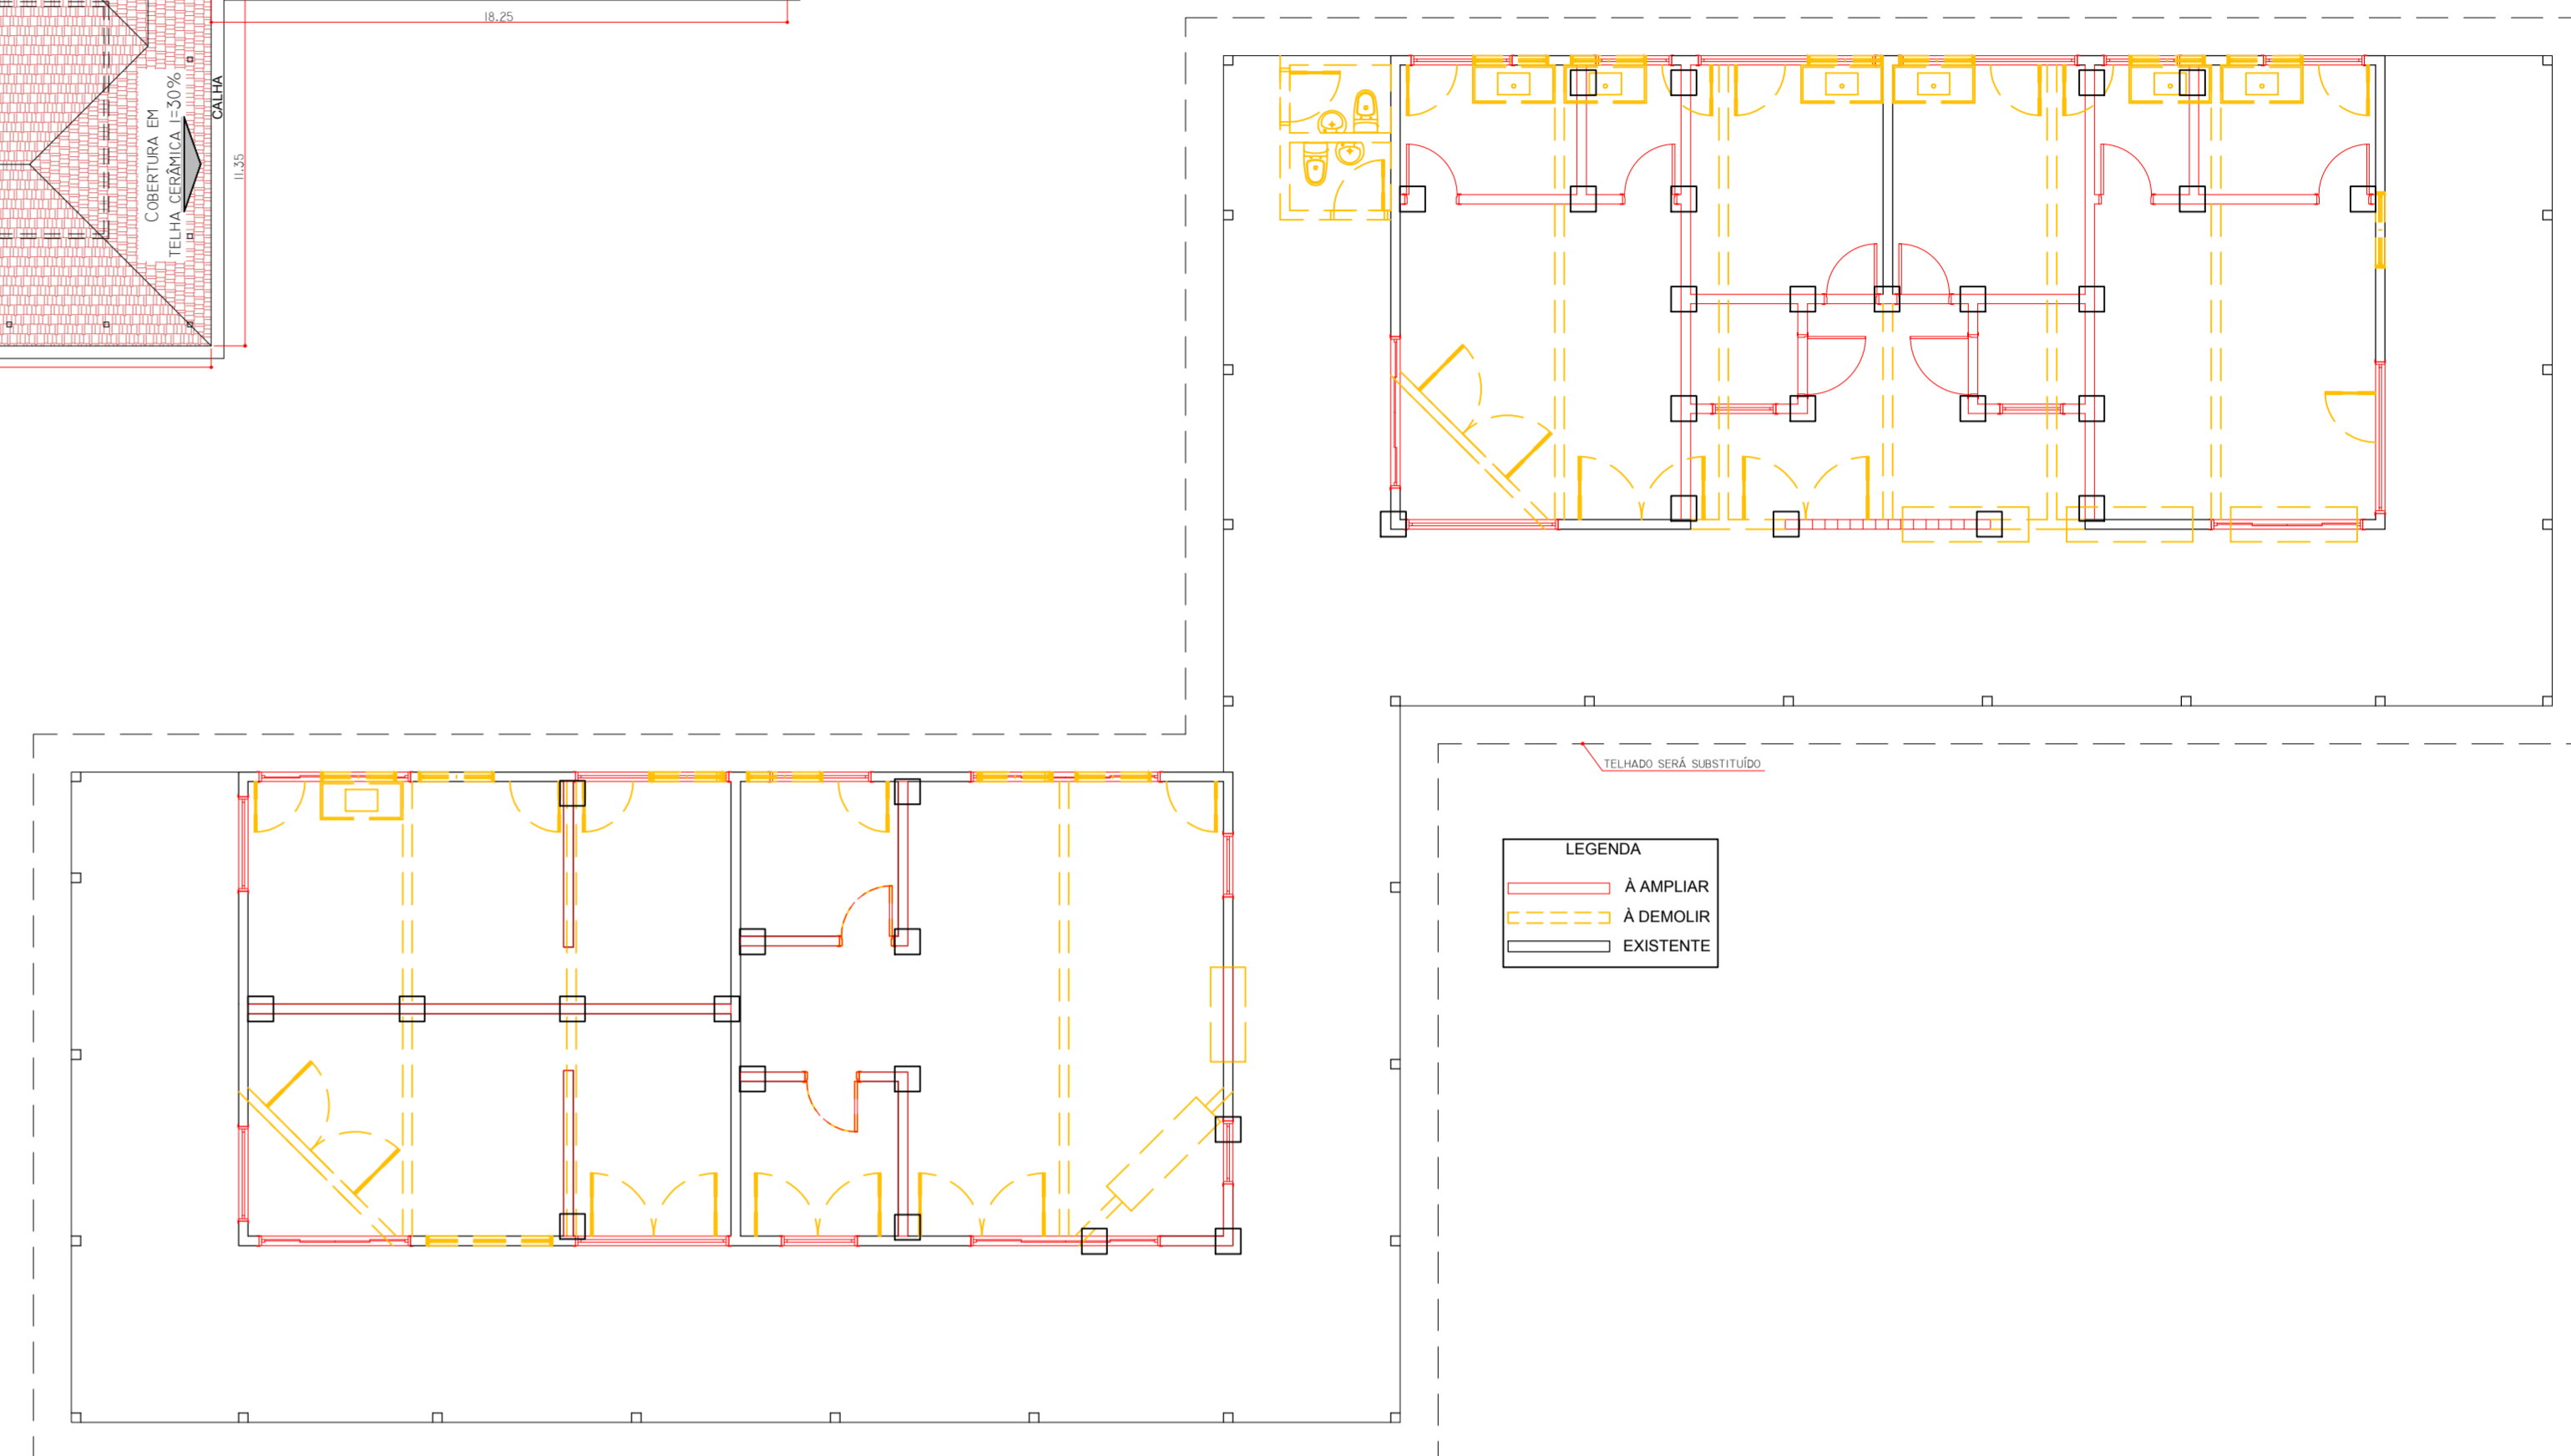 18.25
COBERTURA EM
TELHA CERÂMICA I=30%
CALHA
11.35
TELHADO SERÁ SUBSTITUÍDO
LEGENDA
À AMPLIAR
À DEMOLIR
EXISTENTE